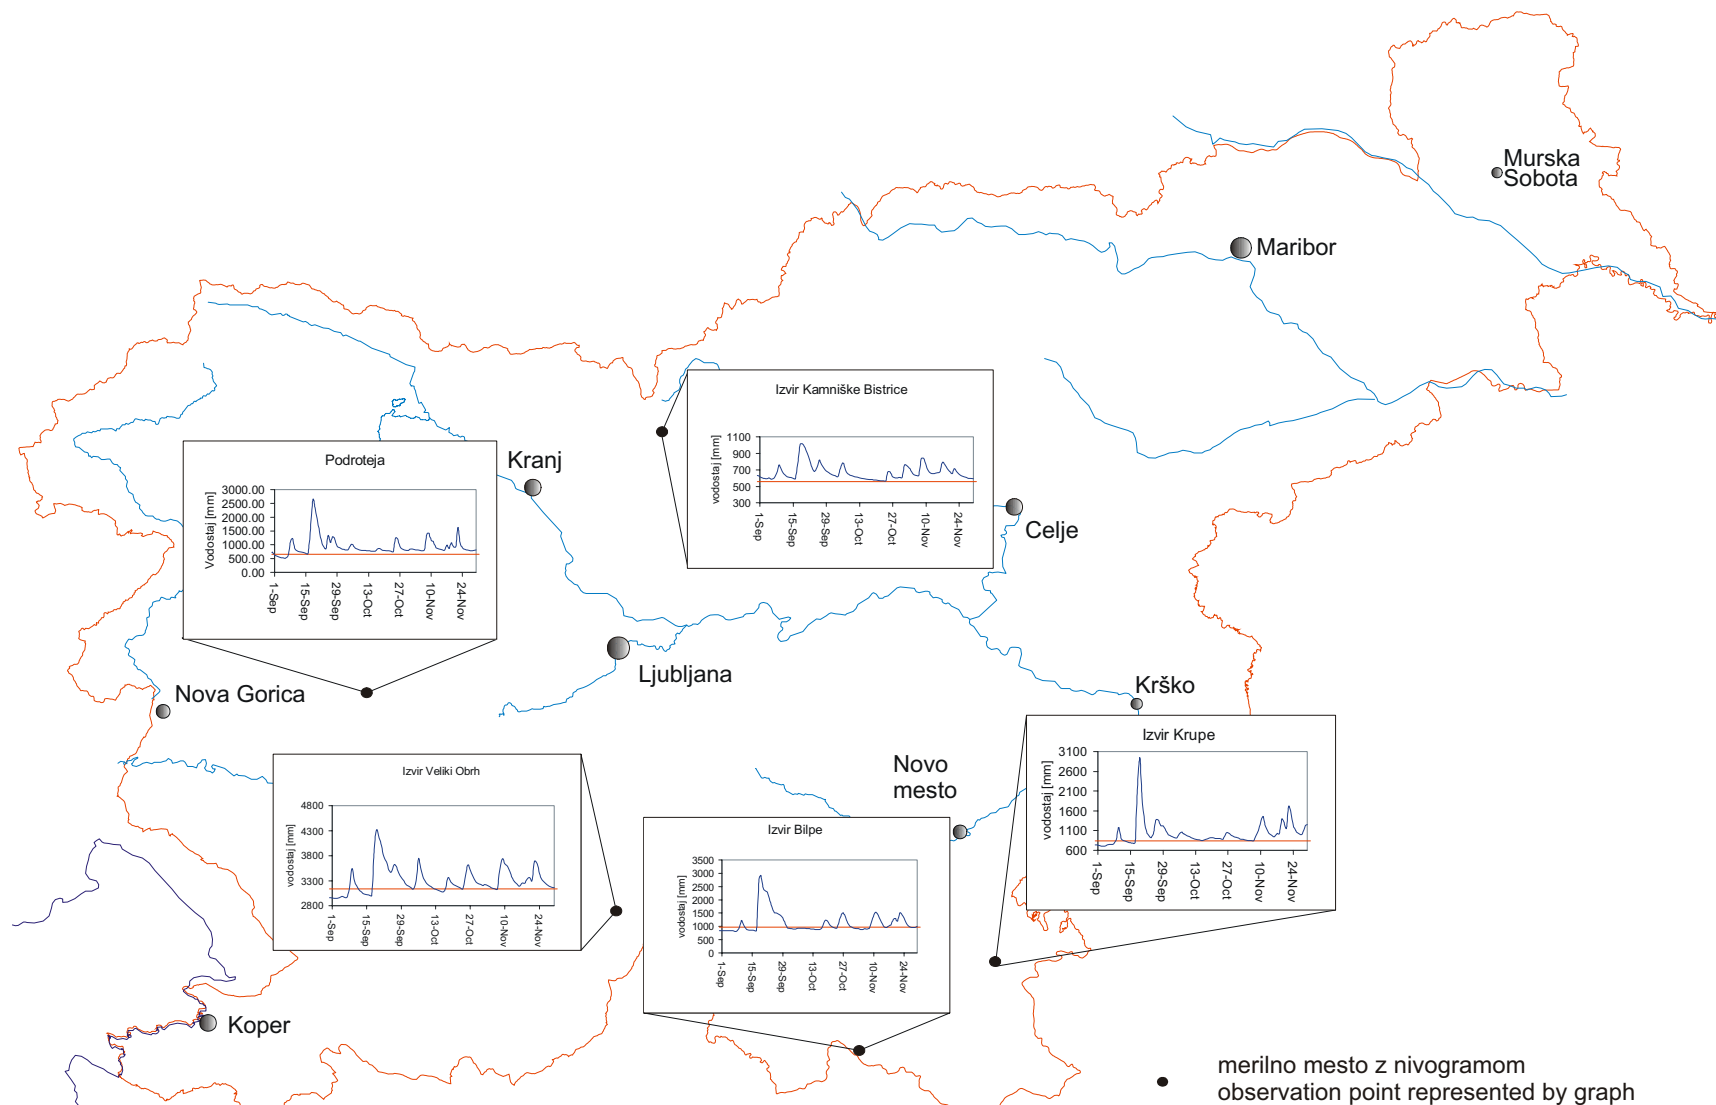 Murska
Sobota
Maribor
Izvir Kamniške Bistrice
vodostaj [mm]
1100
900
700
500
300
1-Sep
15-Sep
29-Sep
13-Oct
27-Oct
10-Nov
24-Nov
Podroteja
Vodostaj [mm]
3000.00
2500.00
2000.00
1500.00
1000.00
500.00
0.00
1-Sep
15-Sep
29-Sep
13-Oct
27-Oct
10-Nov
24-Nov
Kranj
Celje
Ljubljana
Nova Gorica
Krško
Izvir Krupe
vodostaj [mm]
3100
2600
2100
1600
1100
600
1-Sep
15-Sep
29-Sep
13-Oct
27-Oct
10-Nov
24-Nov
Izvir Veliki Obrh
vodostaj [mm]
4800
4300
3800
3300
2800
1-Sep
15-Sep
29-Sep
13-Oct
27-Oct
10-Nov
24-Nov
Novo
mesto
Izvir Bilpe
vodostaj [mm]
3500
3000
2500
2000
1500
1000
500
0
1-Sep
15-Sep
29-Sep
13-Oct
27-Oct
10-Nov
24-Nov
Koper
merilno mesto z nivogramom
observation point represented by graph